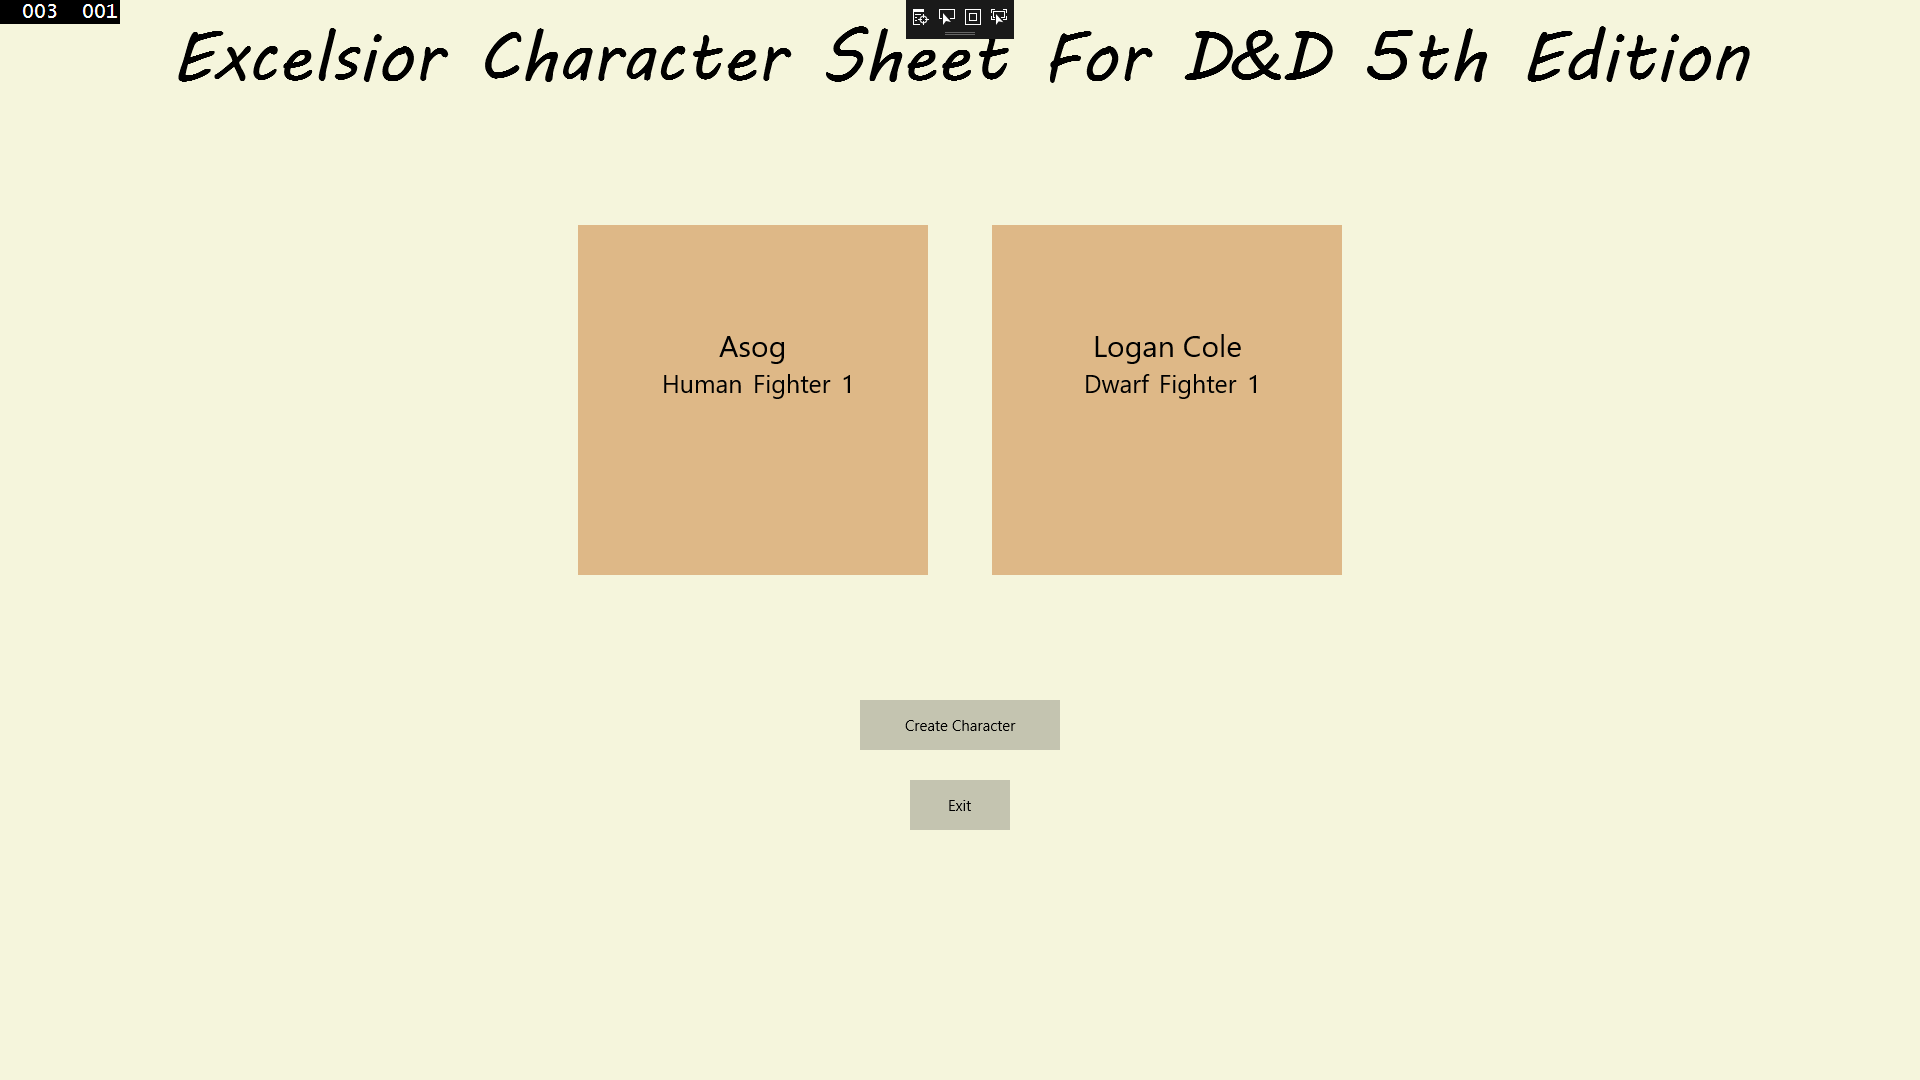 003 001
Excelsior Character Sheet For D&D 5th Edition
Asog
Human Fighter 1
Logan Cole
Dwarf Fighter 1
Create Character
Exit